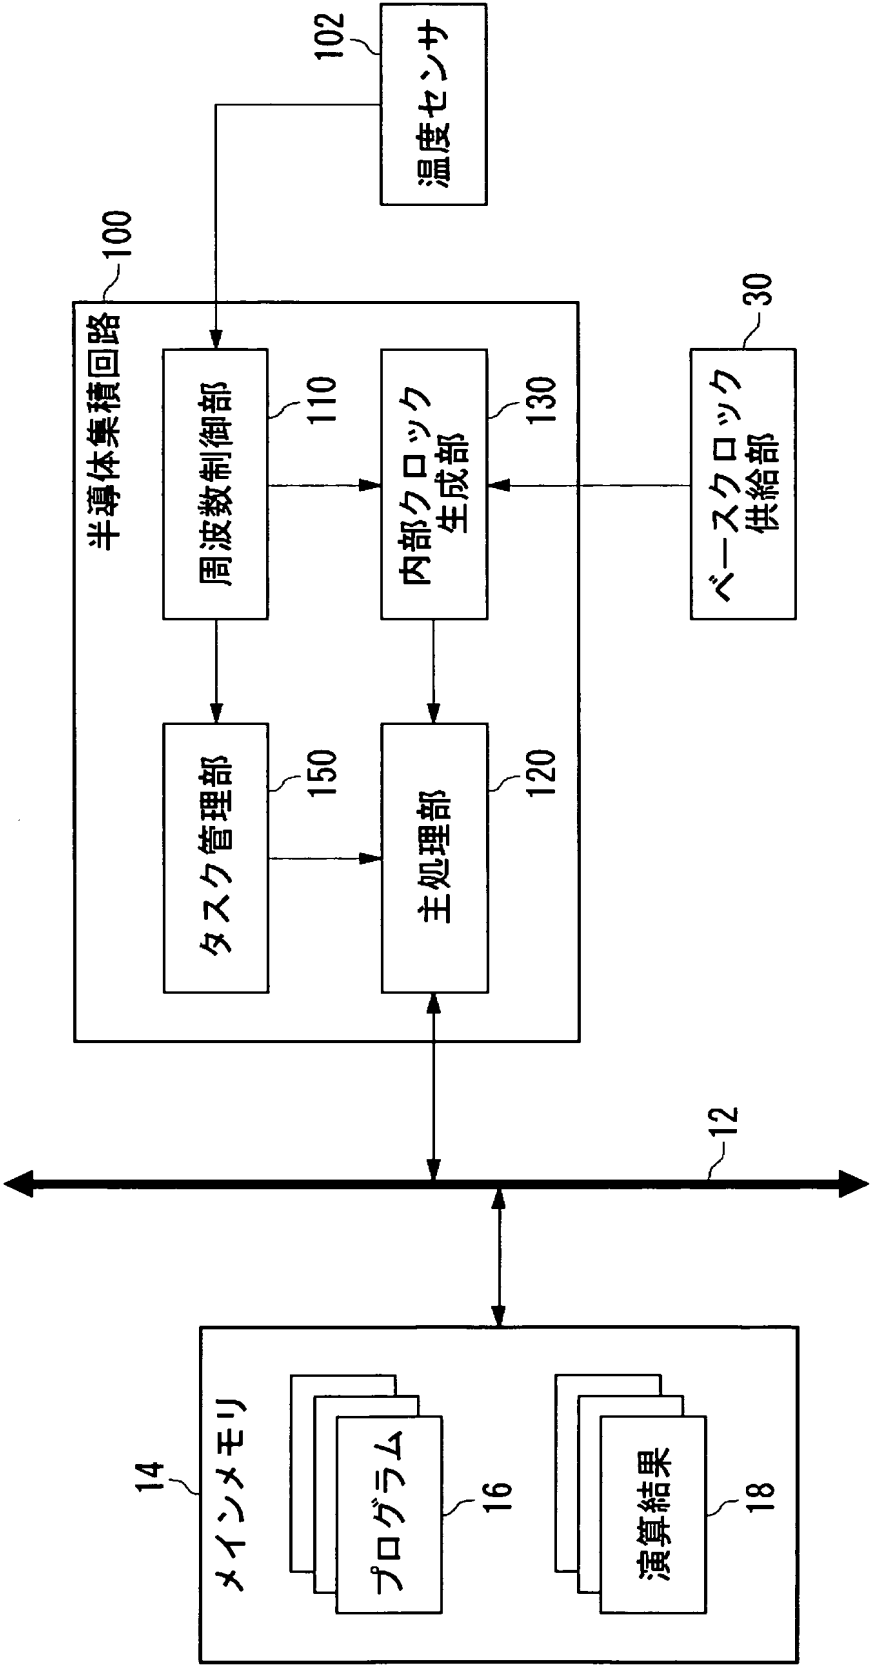 14
メインメモリ
プログラム
16
演算結果
18
12
半導体集積回路
100
タスク管理部
150
周波数制御部
110
主処理部
120
内部クロック
生成部
130
温度センサ
102
ベースクロック
供給部
30